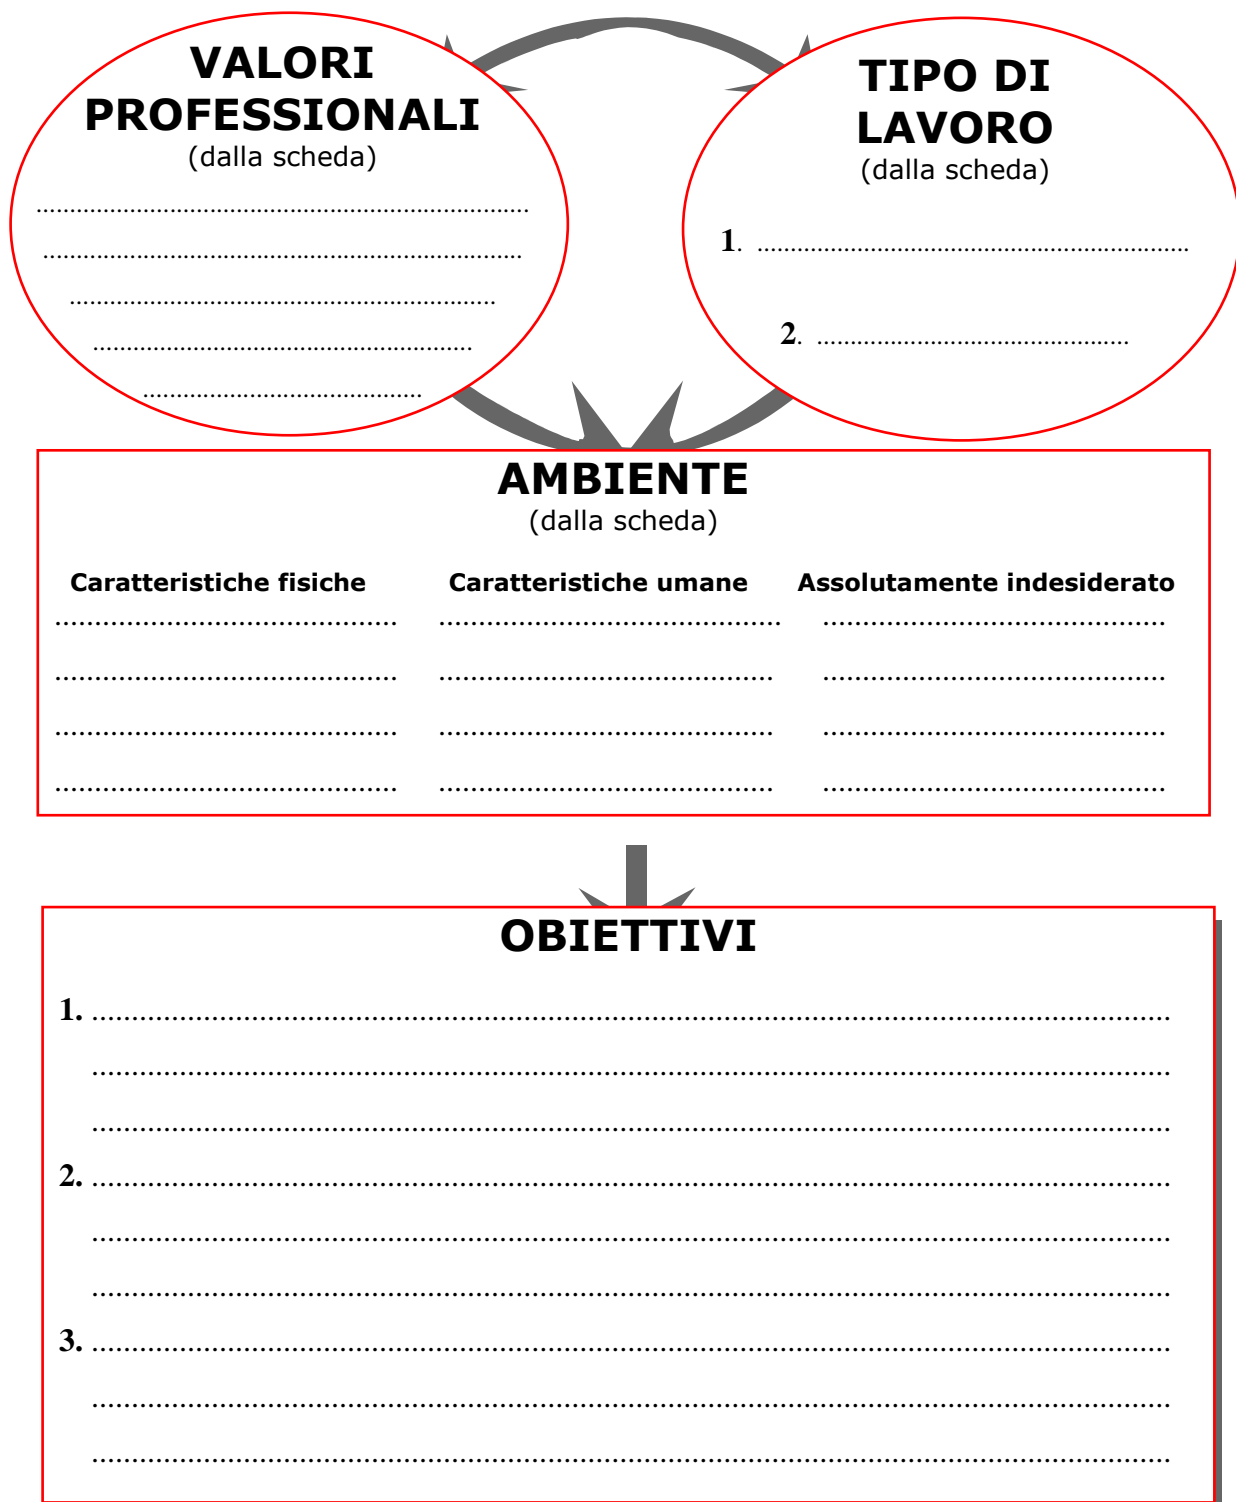 VALORI
PROFESSIONALI
(dalla scheda)
..........................................................................
........................................................................
................................................................
.........................................................
..........................................
TIPO DI
LAVORO
(dalla scheda)
1. .................................................................
2. ...............................................
AMBIENTE
(dalla scheda)
Caratteristiche fisiche Caratteristiche umane Assolutamente indesiderato
........................................... ........................................... ...........................................
........................................... .......................................... ...........................................
........................................... .......................................... ...........................................
........................................... .......................................... ...........................................
OBIETTIVI
1. ........................................................................................................................................
........................................................................................................................................
........................................................................................................................................
2. ........................................................................................................................................
........................................................................................................................................
........................................................................................................................................
3. ........................................................................................................................................
........................................................................................................................................
........................................................................................................................................